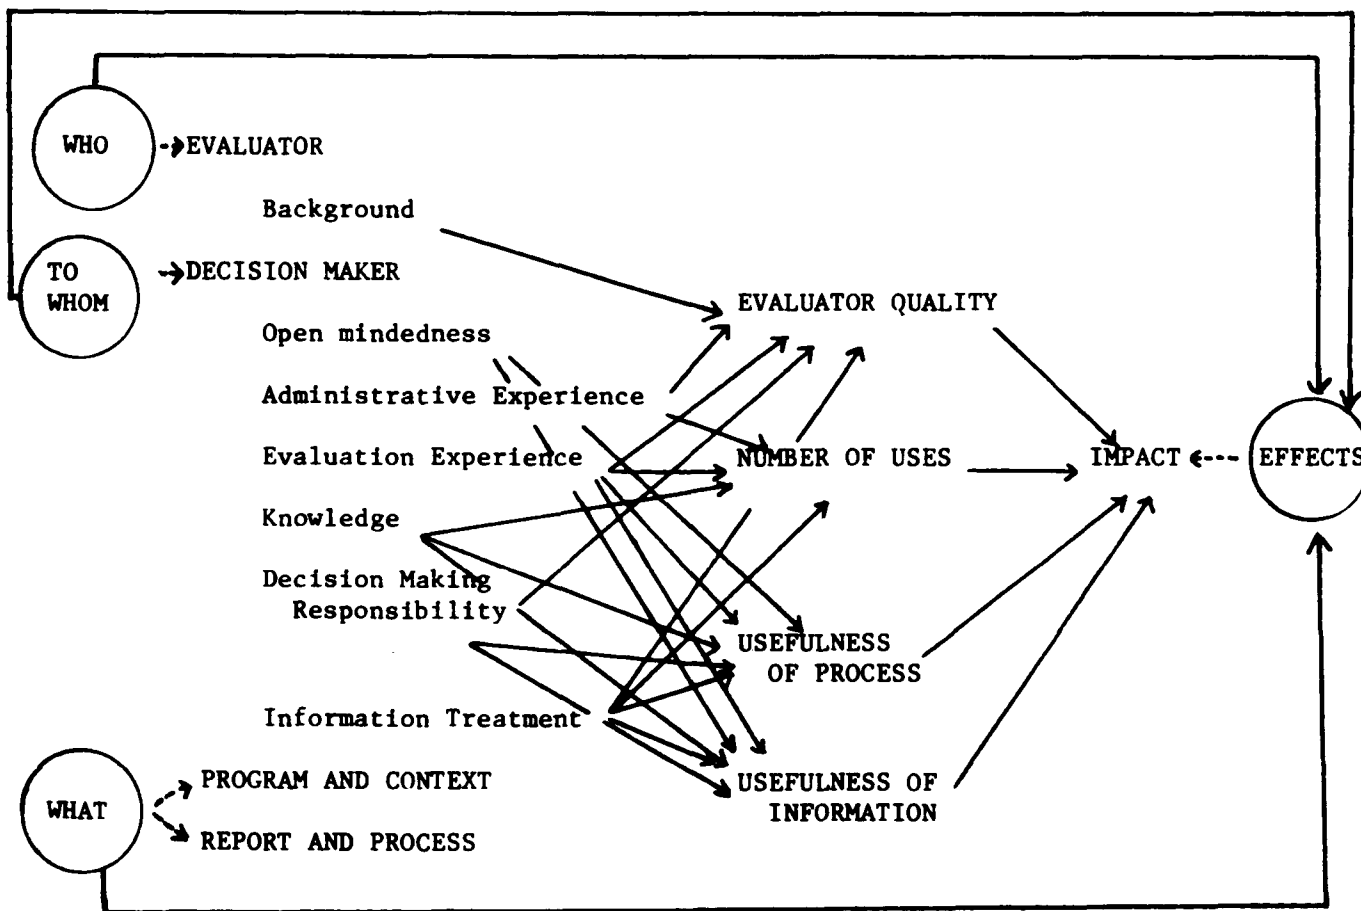 WHO
EVALUATOR
Background
TO
WHOM
DECISION MAKER
Open mindedness
Administrative Experience
Evaluation Experience
Knowledge
Decision Making
Responsibility
Information Treatment
WHAT
PROGRAM AND CONTEXT
REPORT AND PROCESS
EVALUATOR QUALITY
NUMBER OF USES
USEFULNESS
OF PROCESS
USEFULNESS OF
INFORMATION
IMPACT
EFFECTS